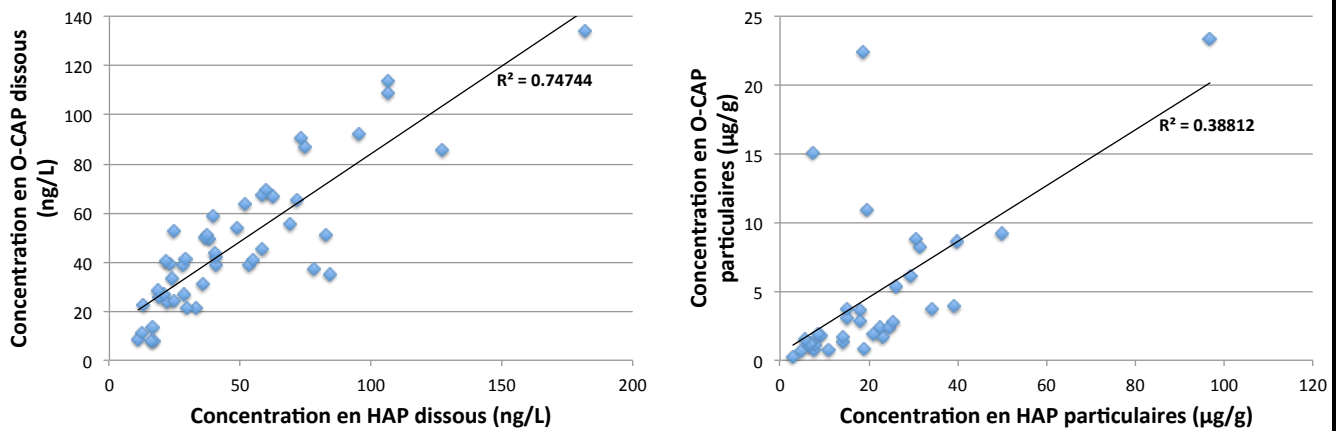 Concentration en O-CAP dissous
(ng/L)
140
120
100
80
60
40
20
0
R² = 0.74744
0 50 100 150 200
Concentration en HAP dissous (ng/L)
Concentration en O-CAP
particulaires (µg/g)
25
20
15
10
5
0
R² = 0.38812
0 20 40 60 80 100 120
Concentration en HAP particulaires (µg/g)